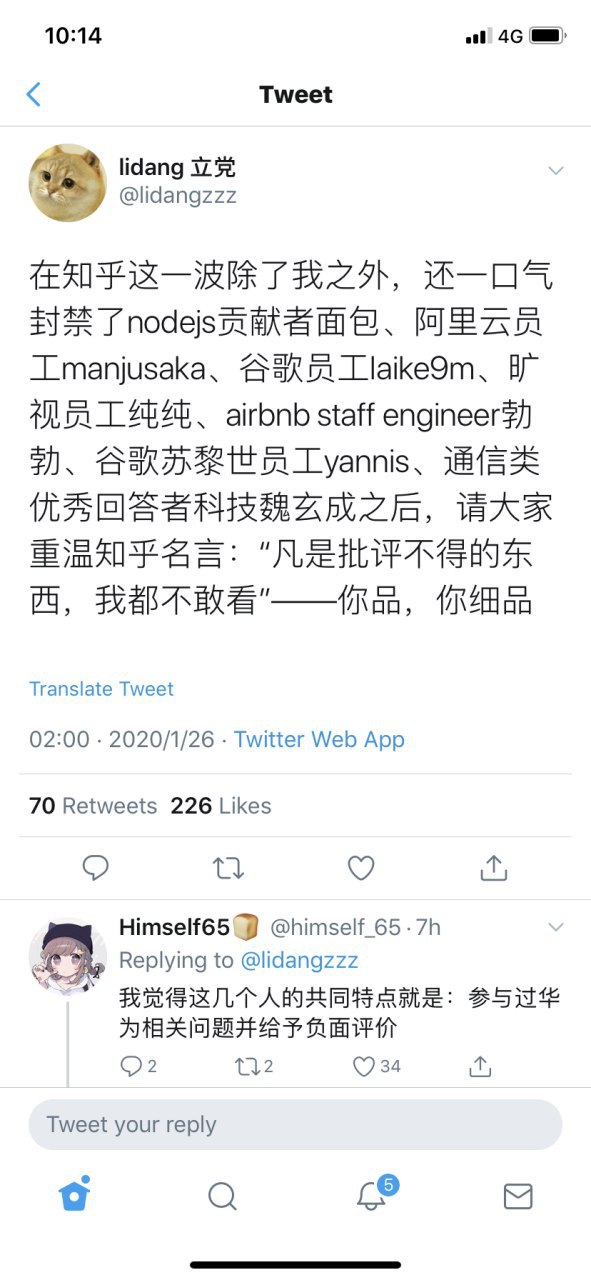 10:14
4G
Tweet
lidang 立党
@lidangzzz
在知乎这一波除了我之外，还一口气
封禁了nodejs贡献者面包、阿里云员
工manjusaka、谷歌员工laike9m、旷
视员工纯纯、airbnb staff engineer勃
勃、谷歌苏黎世员工yannis、通信类
优秀回答者科技魏玄成之后，请大家
重温知乎名言：“凡是批评不得的东
西，我都不敢看”——你品，你细品
Translate Tweet
02:00 · 2020/1/26 · Twitter Web App
70 Retweets 226 Likes
Himself65🍞 @himself_65 · 7h
Replying to @lidangzzz
我觉得这几个人的共同特点就是：参与过华
为相关问题并给予负面评价
2 2 34
Tweet your reply
5